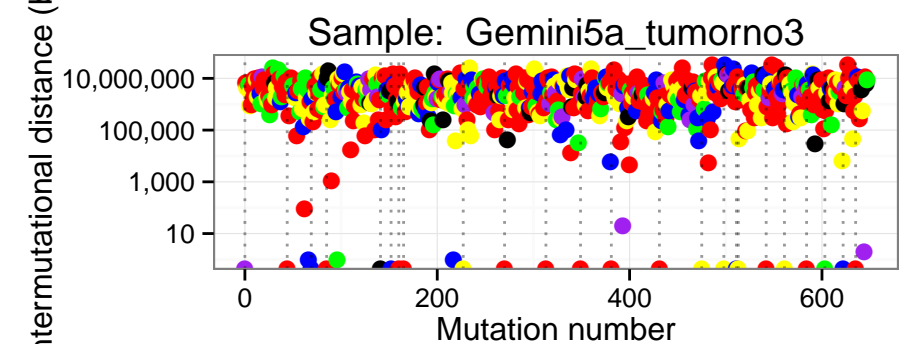 Sample: Gemini5a_tumorno3
ntermutational distance (
10,000,000
100,000
1,000
10
0 200 400 600
Mutation number